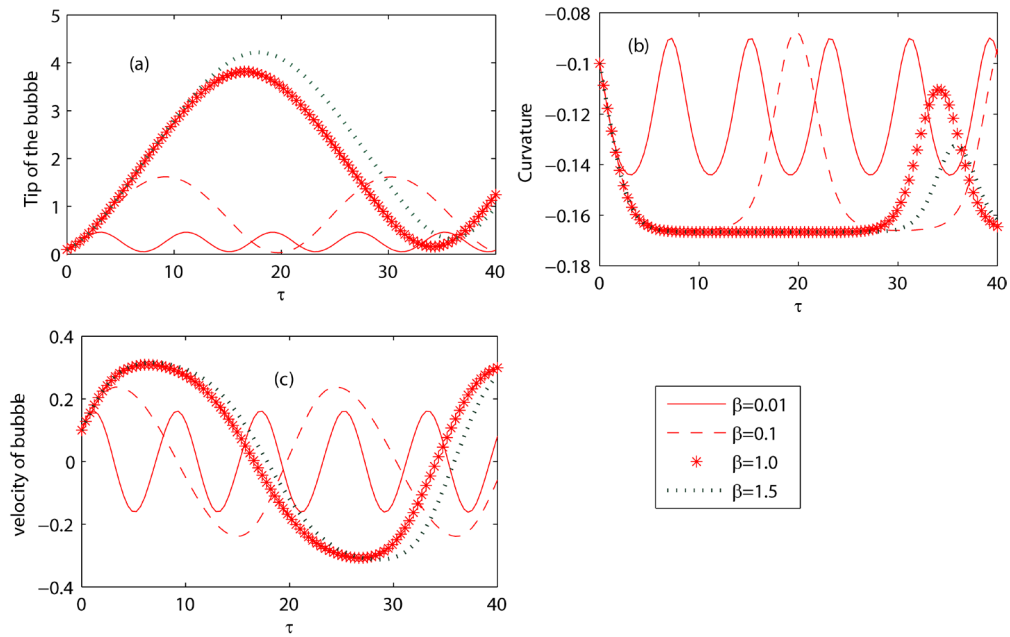 5
4
3
2
1
0
0
10
20
30
40
Tip of the bubble
τ
(a)
−0.08
−0.1
−0.12
−0.14
−0.16
−0.18
0
10
20
30
40
Curvature
τ
(b)
0.4
0.2
0
−0.2
−0.4
0
10
20
30
40
velocity of bubble
τ
(c)
β=0.01
β=0.1
β=1.0
β=1.5